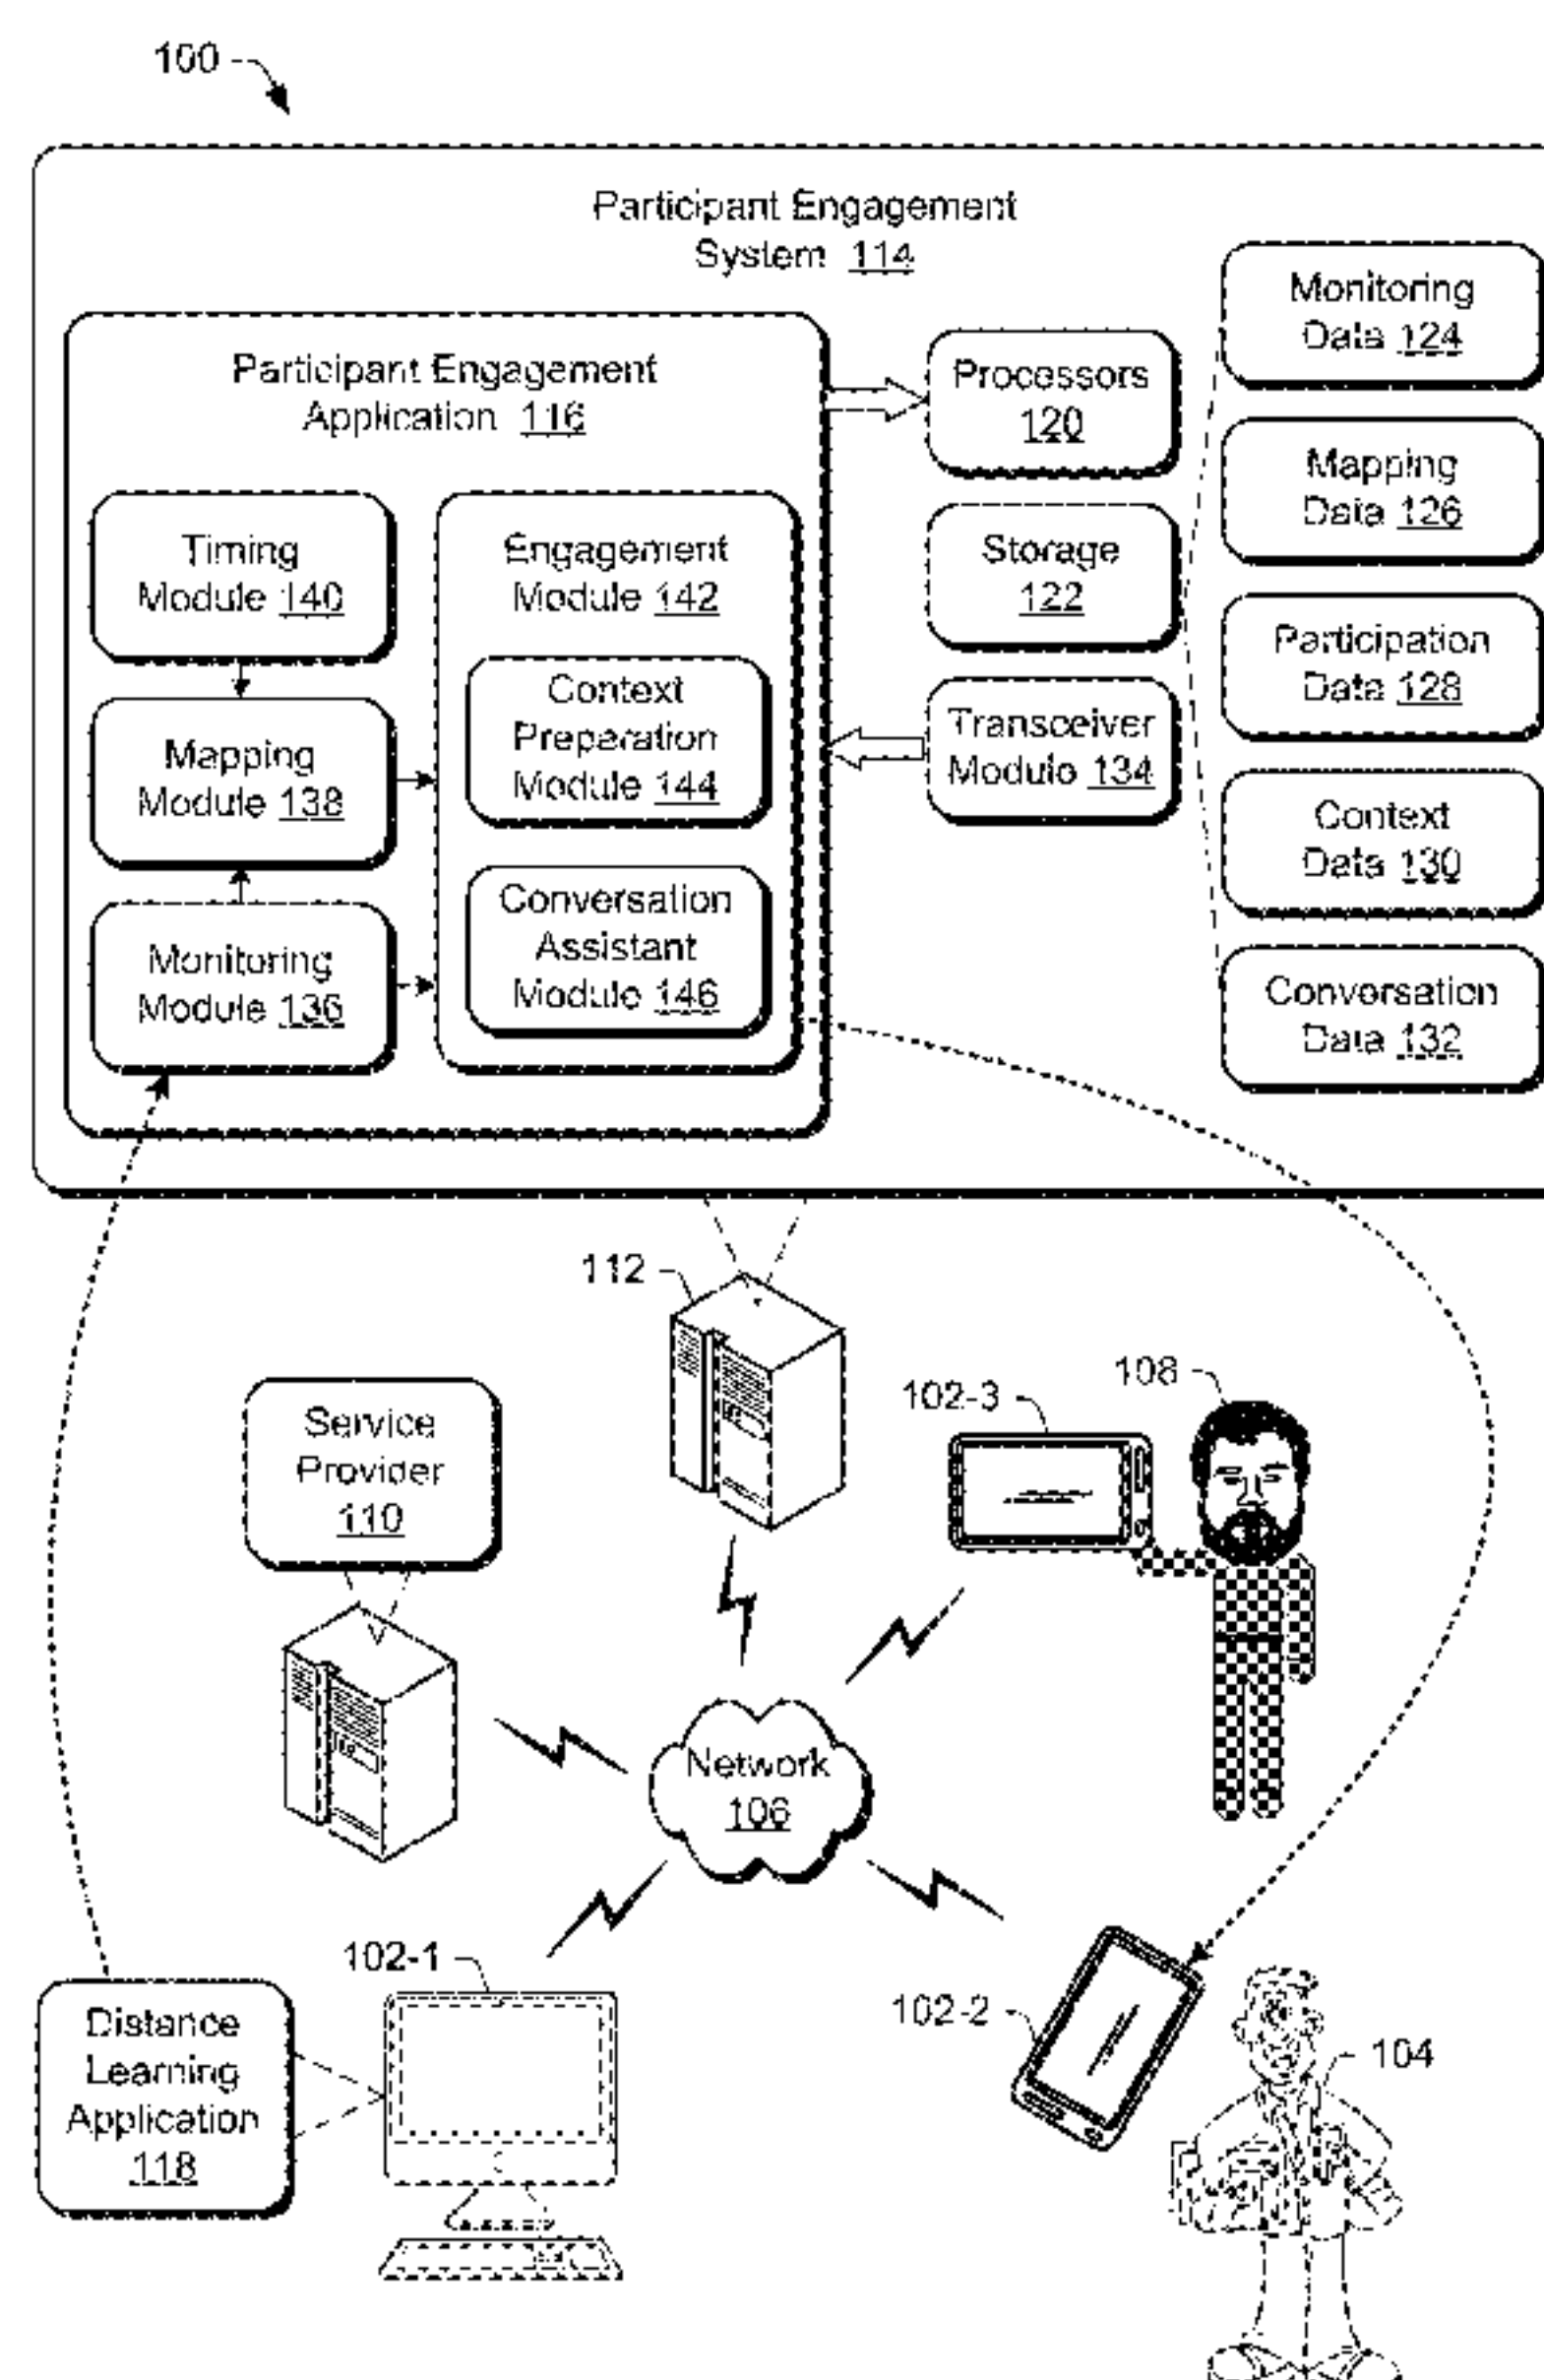 100
Participant Engagement
System 114
Participant Engagement
Application 116
Timing
Module 140
Mapping
Module 138
Monitoring
Module 136
Engagement
Module 142
Context
Preparation
Module 144
Conversation
Assistant
Module 146
Processors
120
Storage
122
Transceiver
Module 134
Monitoring
Data 124
Mapping
Data 126
Participation
Data 128
Context
Data 130
Conversation
Data 132
112
Service
Provider
110
102-3
108
Network
106
102-1
Distance
Learning
Application
118
102-2
104